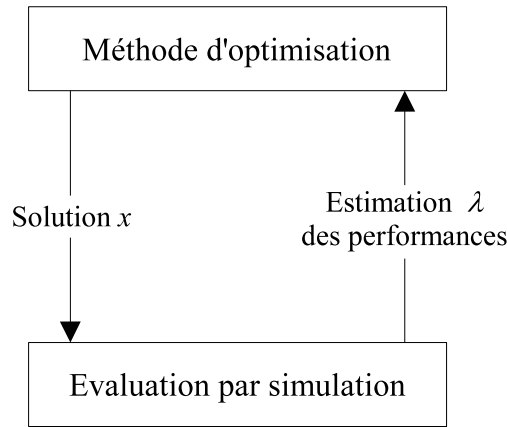 Méthode d'optimisation
Solution x
Estimation λ
des performances
Evaluation par simulation